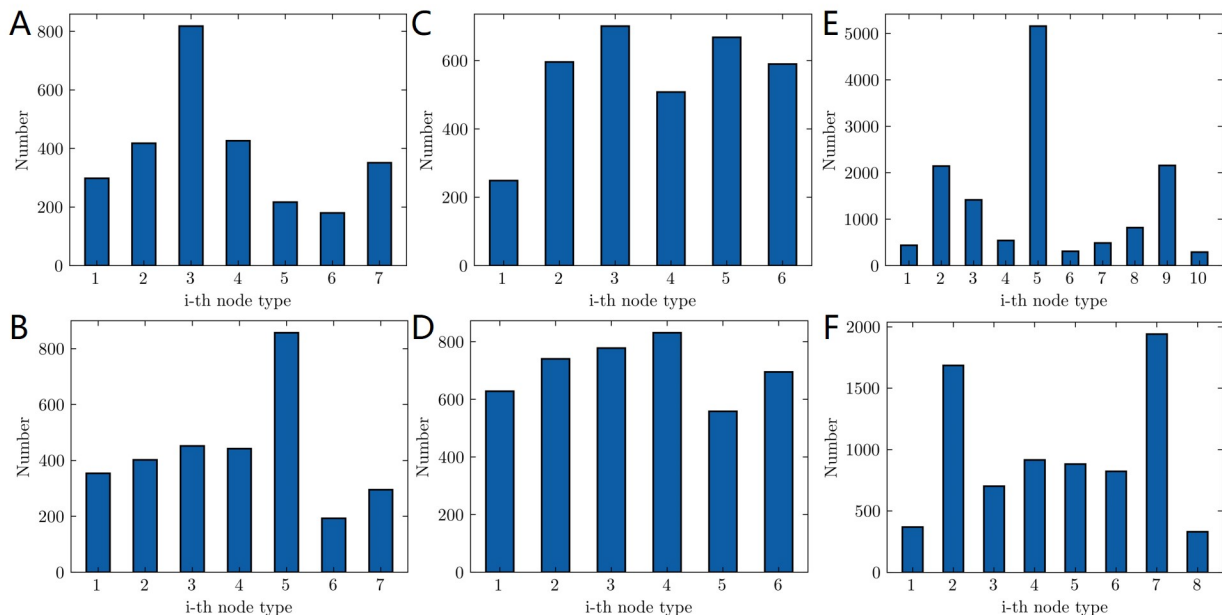 A
Number
800
600
400
200
0
1 2 3 4 5 6 7
i-th node type
C
Number
600
400
200
0
1 2 3 4 5 6
i-th node type
E
Number
5000
4000
3000
2000
1000
0
1 2 3 4 5 6 7 8 9 10
i-th node type
B
Number
800
600
400
200
0
1 2 3 4 5 6 7
i-th node type
D
Number
800
600
400
200
0
1 2 3 4 5 6
i-th node type
F
Number
2000
1500
1000
500
0
1 2 3 4 5 6 7 8
i-th node type